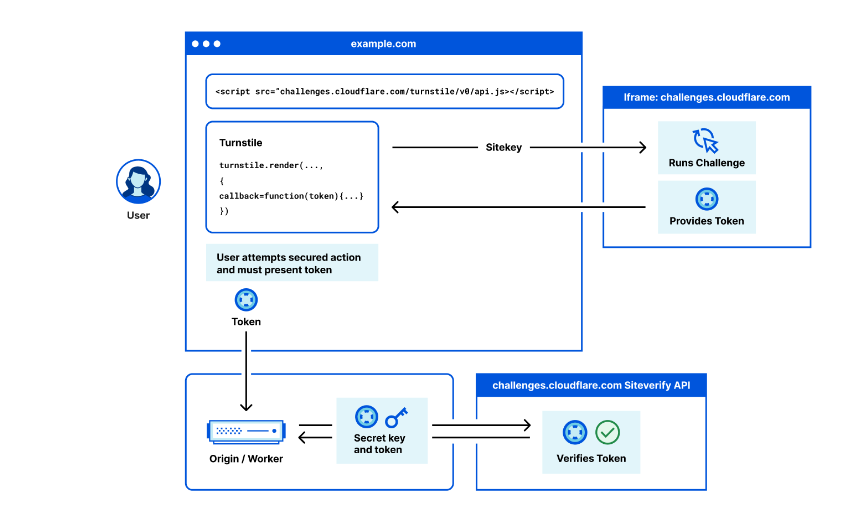 example.com
<script src="challenges.cloudflare.com/turnstile/v0/api.js></script>
Iframe: challenges.cloudflare.com
Turnstile
turnstile.render(...,
{
callback=function(token){...}
})
Sitekey
Runs Challenge
Provides Token
User
User attempts secured action
and must present token
Token
challenges.cloudflare.com Siteverify API
Origin / Worker
Secret key
and token
Verifies Token